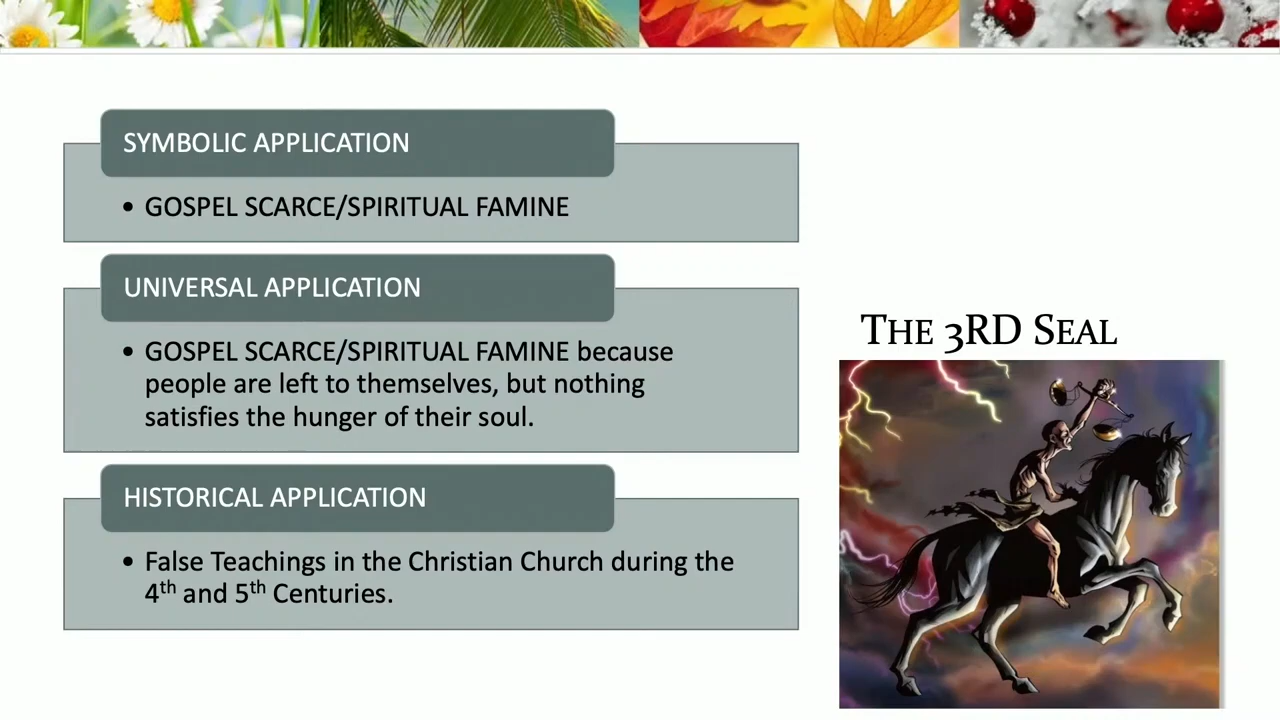 SYMBOLIC APPLICATION
• GOSPEL SCARCE/SPIRITUAL FAMINE
UNIVERSAL APPLICATION
• GOSPEL SCARCE/SPIRITUAL FAMINE because
people are left to themselves, but nothing
satisfies the hunger of their soul.
HISTORICAL APPLICATION
• False Teachings in the Christian Church during the
4th and 5th Centuries.
THE 3RD SEAL